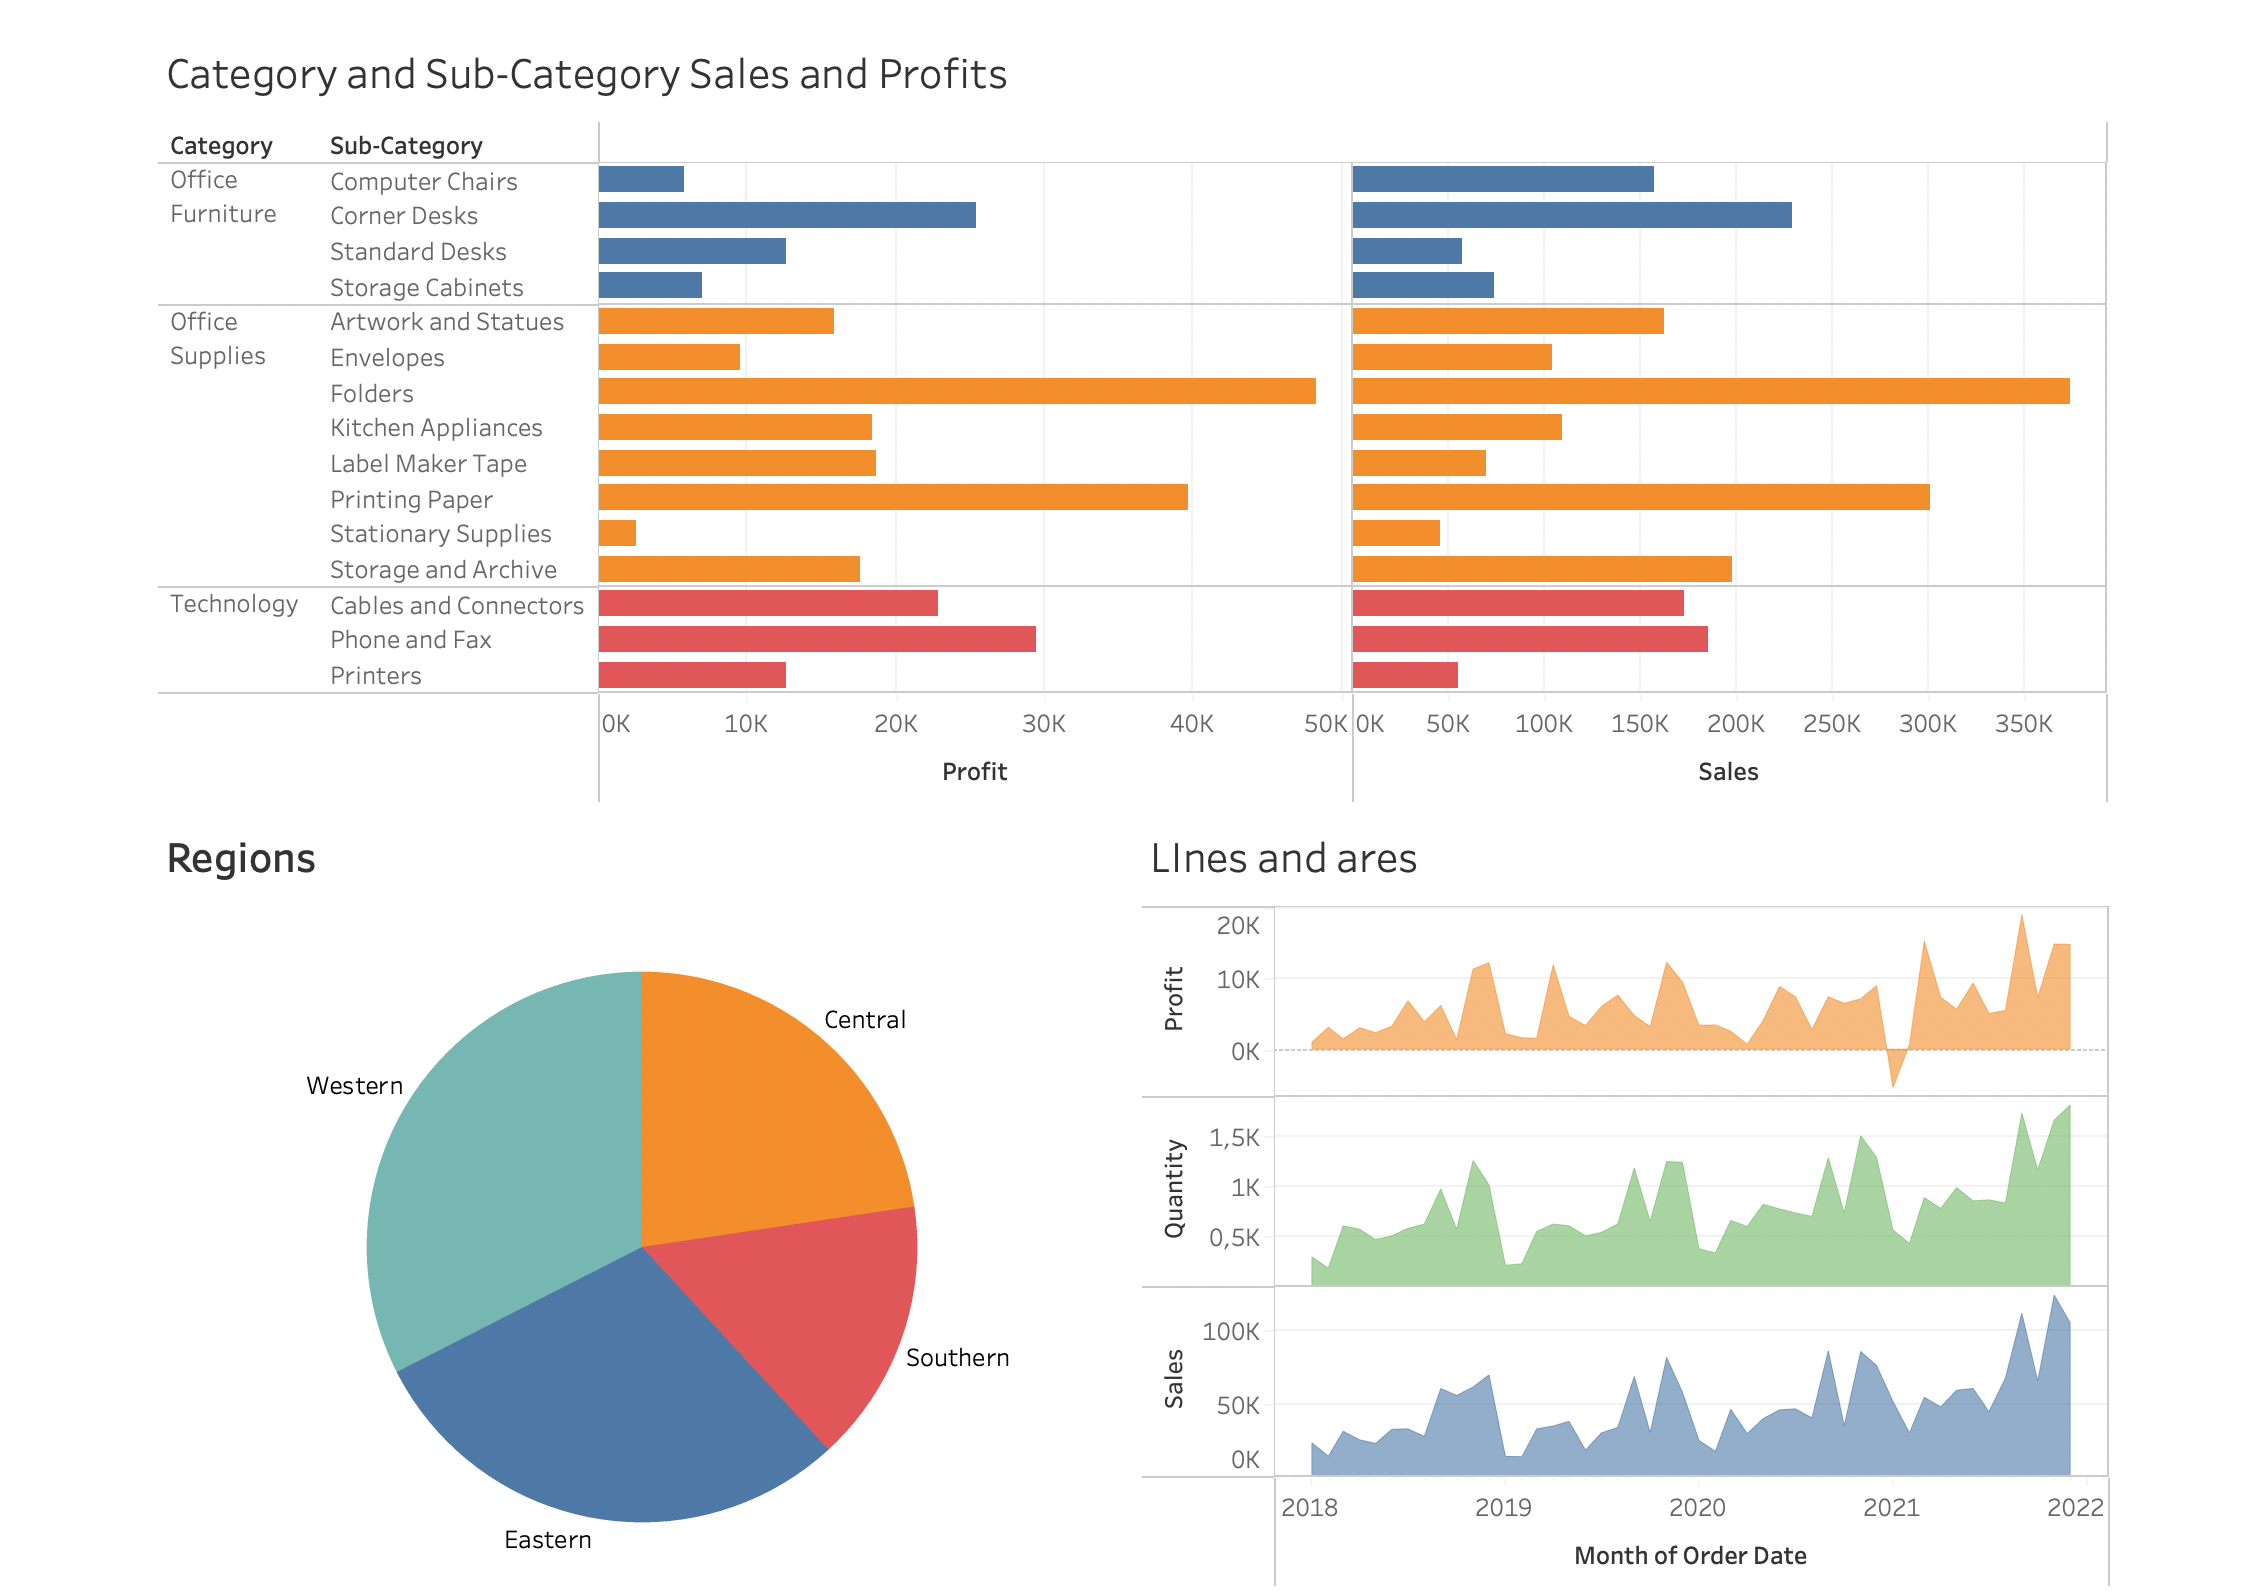 Category and Sub-Category Sales and Profits
Category Sub-Category
Office Computer Chairs
Furniture Corner Desks
Standard Desks
Storage Cabinets
Office Artwork and Statues
Supplies Envelopes
Folders
Kitchen Appliances
Label Maker Tape
Printing Paper
Stationary Supplies
Storage and Archive
Technology Cables and Connectors
Phone and Fax
Printers
0K 10K 20K 30K 40K 50K 0K 50K 100K 150K 200K 250K 300K 350K
Profit Sales
Regions
Central
Western
Southern
Eastern
LInes and ares
20K
10K
0K
Profit
1,5K
1K
0,5K
Quantity
100K
50K
0K
Sales
2018 2019 2020 2021 2022
Month of Order Date